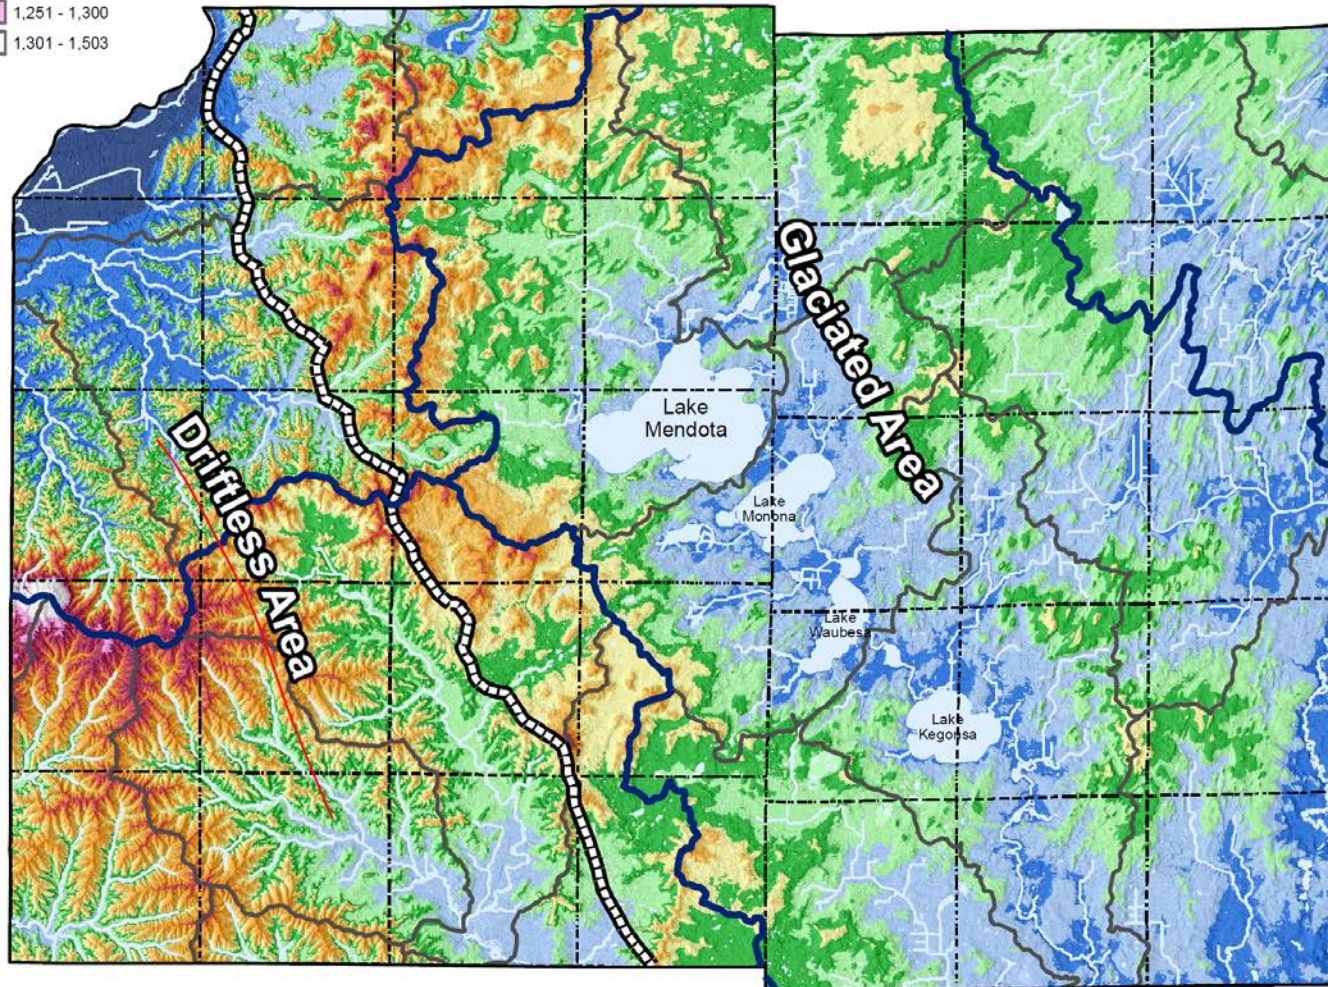 1,251 - 1,300
1,301 - 1,503
Glaciated Area
Lake
Mendota
Driftless Area
Lake
Monona
Lake
Waubesa
Lake
Kegonsa